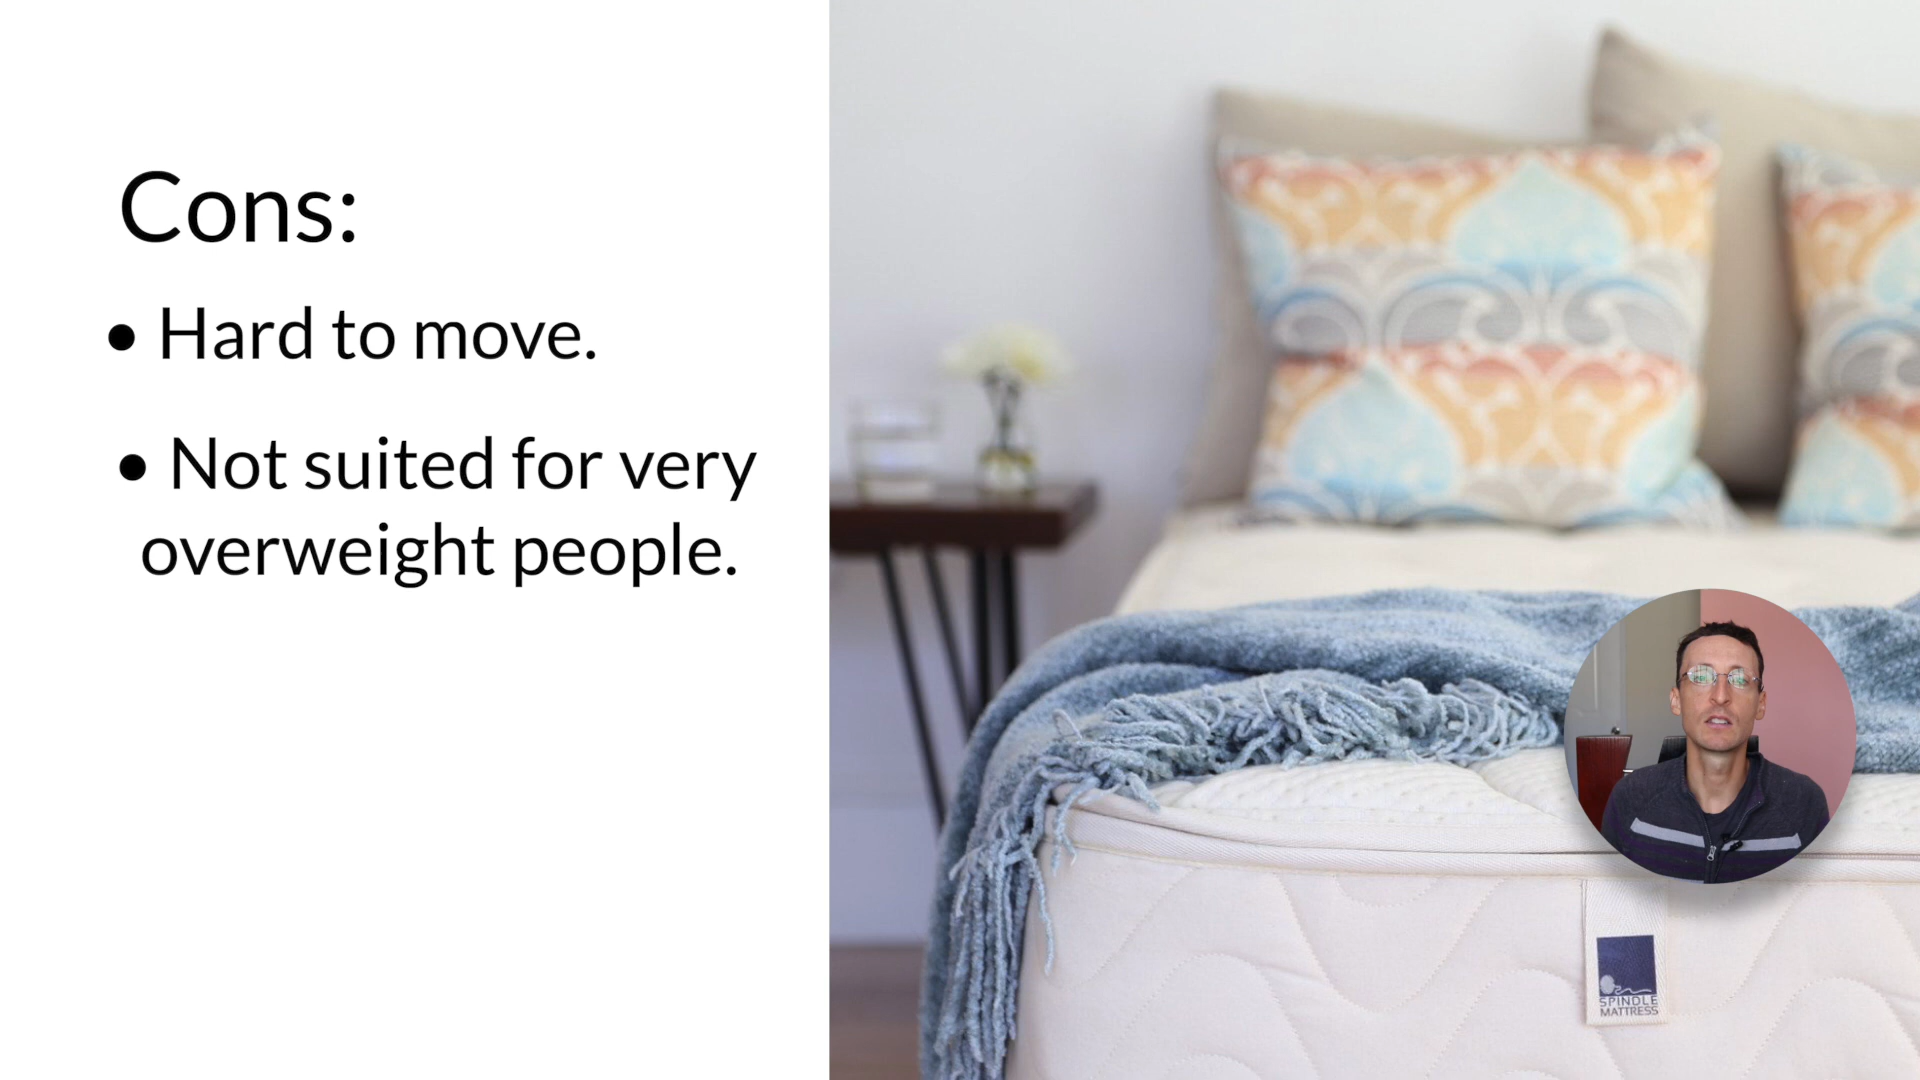 Cons:
• Hard to move.
• Not suited for very
overweight people.
SPINDLE
MATTRESS